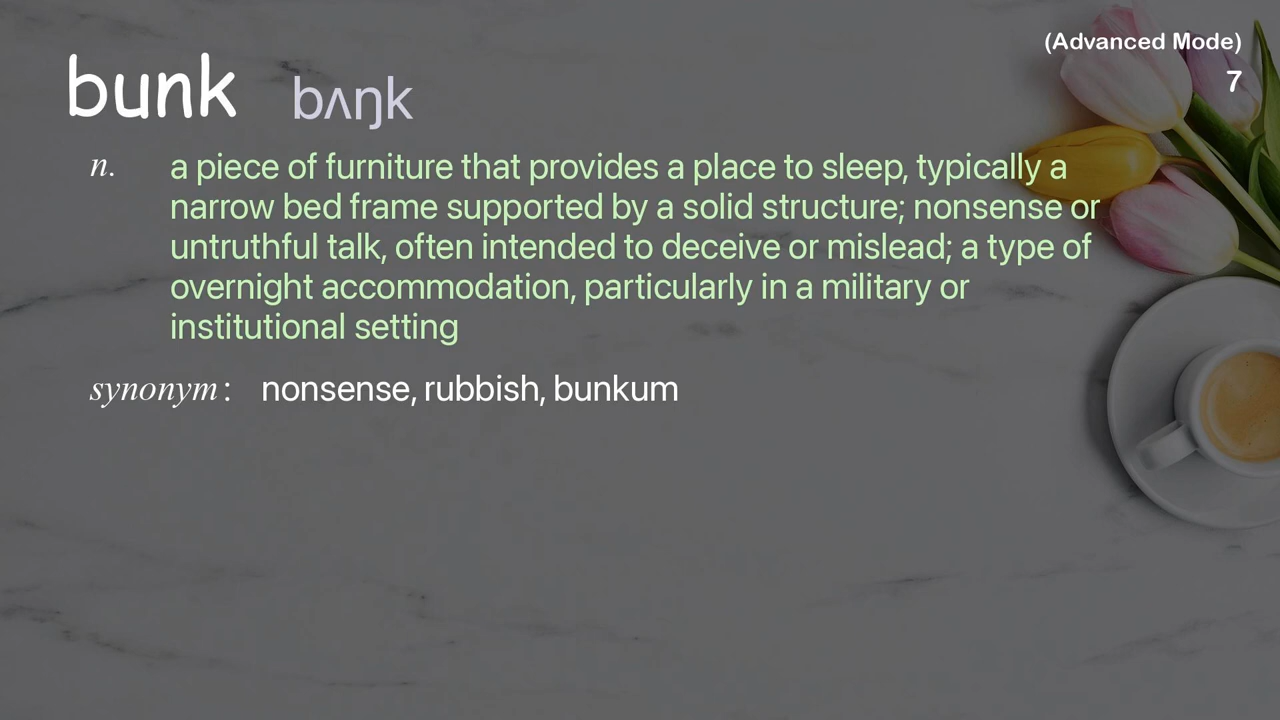 (Advanced Mode)
7
bunk bʌŋk
n. a piece of furniture that provides a place to sleep, typically a
narrow bed frame supported by a solid structure; nonsense or
untruthful talk, often intended to deceive or mislead; a type of
overnight accommodation, particularly in a military or
institutional setting
synonym: nonsense, rubbish, bunkum